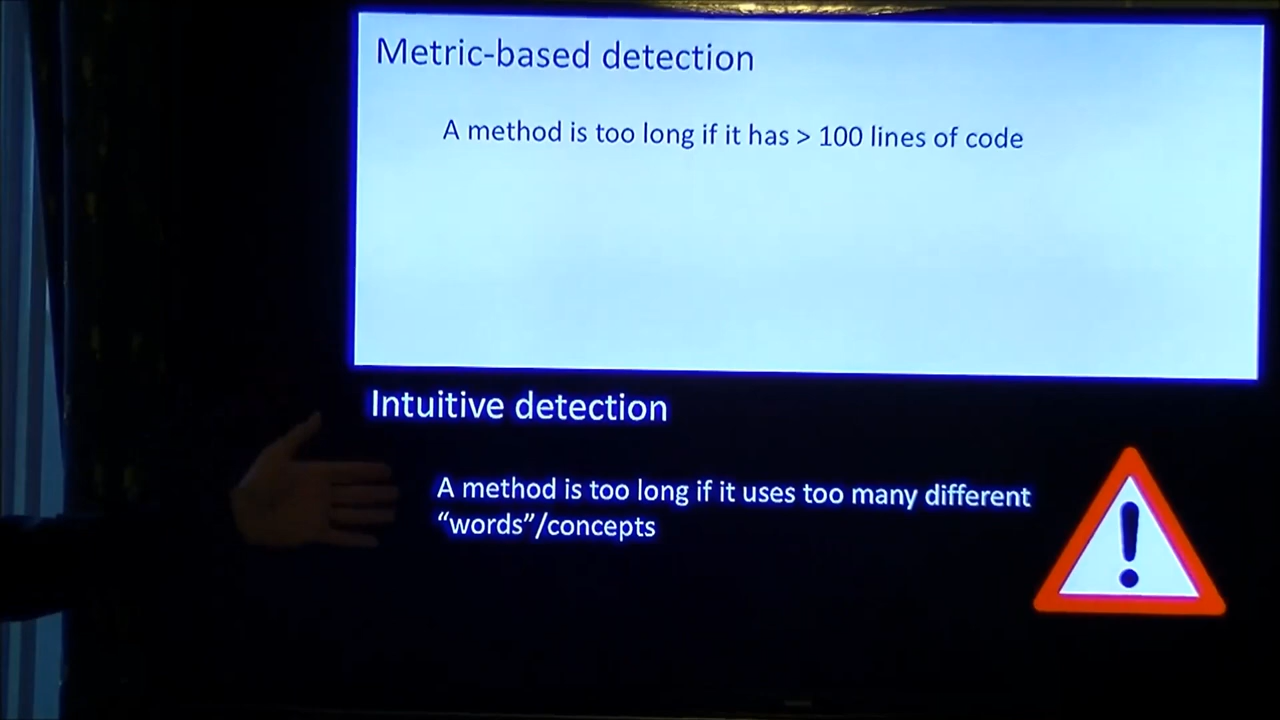 Metric-based detection
A method is too long if it has > 100 lines of code
Intuitive detection
A method is too long if it uses too many different
“words”/concepts